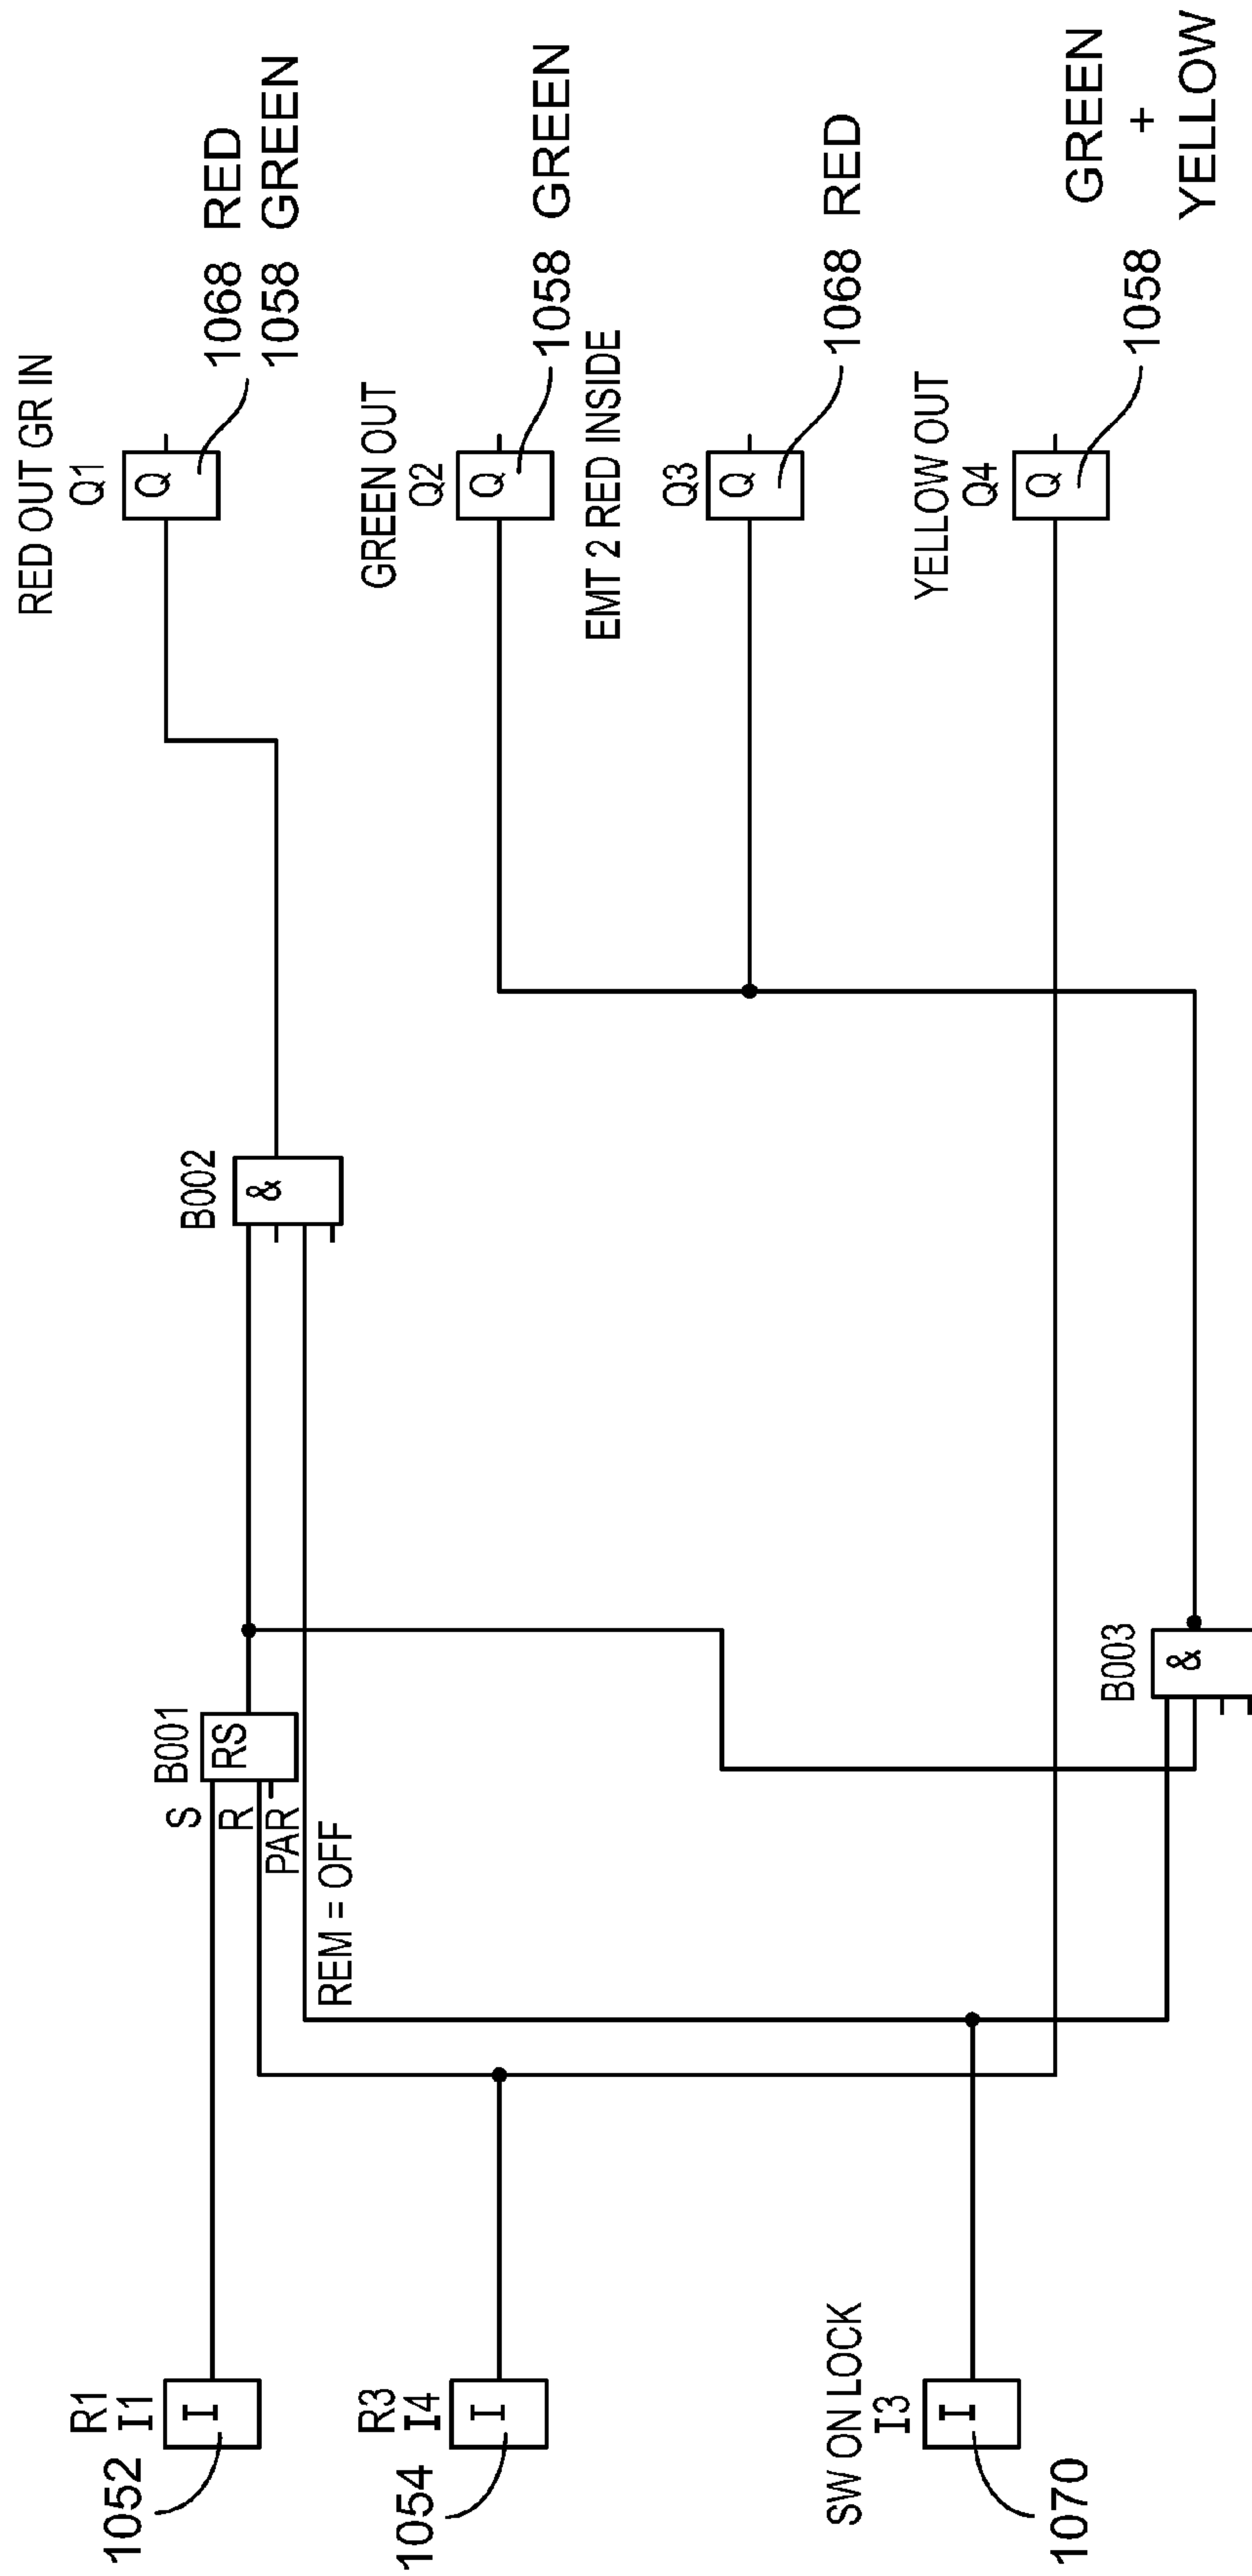 RED OUT GR IN
Q1
Q
1068 RED
1058 GREEN
R1
I1
I
1052
B001
S
R
PAR
RS
REM = OFF
B002
&
GREEN OUT
Q2
Q
1058 GREEN
R3
I4
I
1054
EMT 2 RED INSIDE
Q3
Q
1068 RED
SW ON LOCK
I3
I
1070
YELLOW OUT
Q4
Q
1058
GREEN
+
YELLOW
B003
&